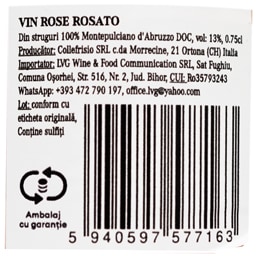 VIN ROSE ROSATO
Din struguri 100% Montepulciano d'Abruzzo DOC, vol: 13%, 0.75cl
Producător: Collefrisio SRL c.da Morrecine, 21 Ortona (CH) Italia
Importator: LVG Wine & Food Communication SRL, Sat Fughiu,
Comuna Oșorhei, Str. 516, Nr. 2, Jud. Bihor, CUI: Ro35793243
WhatsApp: +393 472 790 197, office.lvg@yahoo.com
Lot: conform cu
eticheta originală,
Conține sulfiți
Ambalaj
cu garanție
5 940597 577163